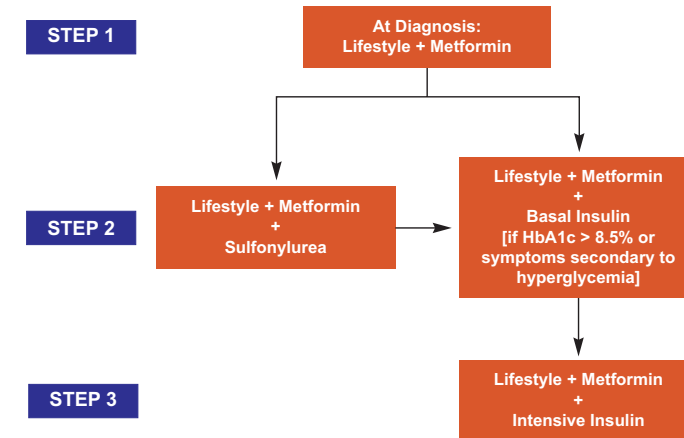 STEP 1
At Diagnosis:
Lifestyle + Metformin
STEP 2
Lifestyle + Metformin
+
Sulfonylurea
Lifestyle + Metformin
+
Basal Insulin
[if HbA1c > 8.5% or
symptoms secondary to
hyperglycemia]
STEP 3
Lifestyle + Metformin
+
Intensive Insulin